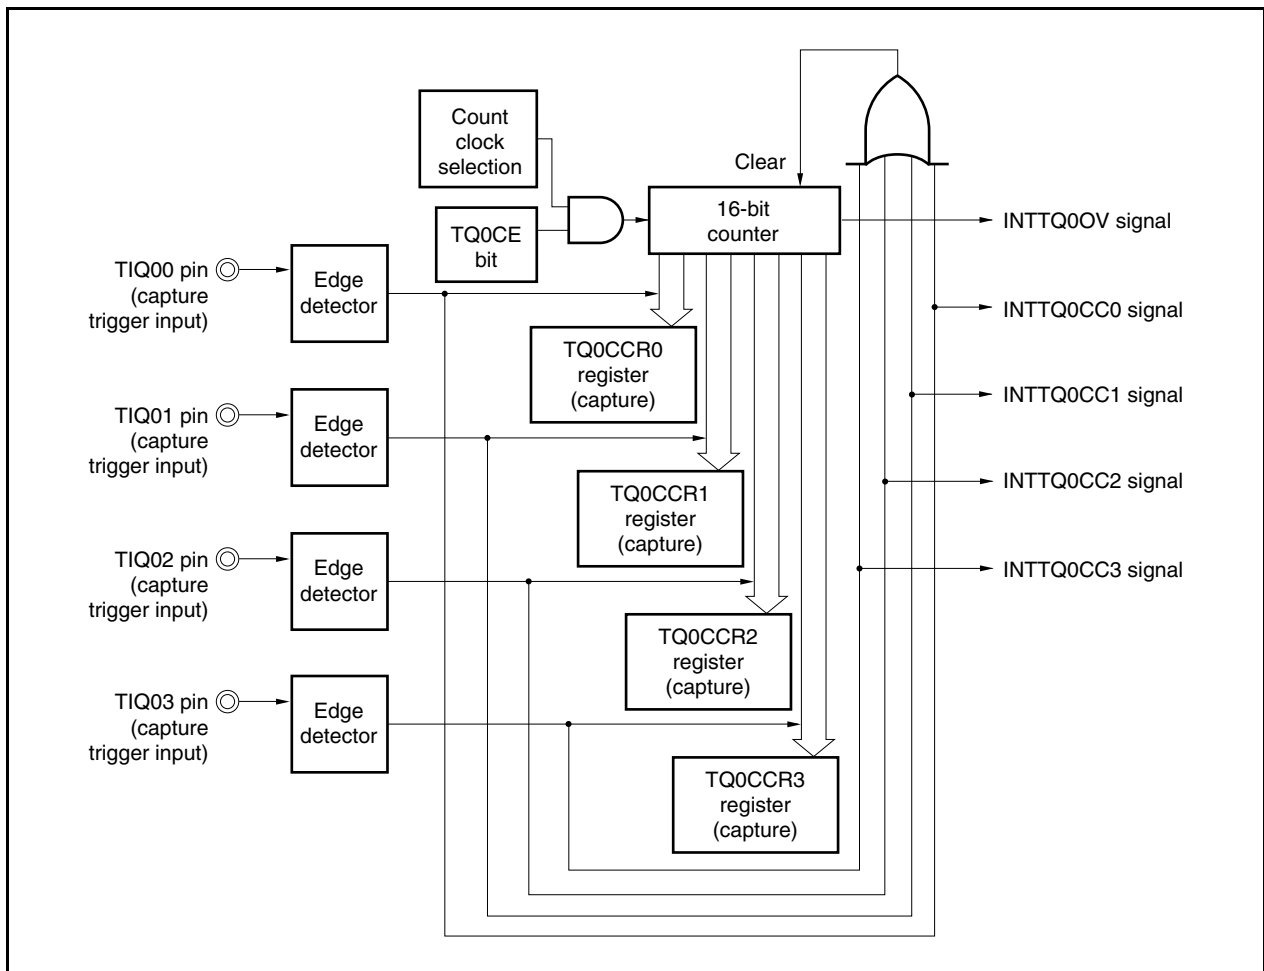 Count
clock
selection
Clear
16-bit
counter
TQ0CE
bit
INTTQ0OV signal
TIQ00 pin
(capture
trigger input)
Edge
detector
INTTQ0CC0 signal
TQ0CCR0
register
(capture)
INTTQ0CC1 signal
TIQ01 pin
(capture
trigger input)
Edge
detector
TQ0CCR1
register
(capture)
INTTQ0CC2 signal
TIQ02 pin
(capture
trigger input)
Edge
detector
INTTQ0CC3 signal
TQ0CCR2
register
(capture)
TIQ03 pin
(capture
trigger input)
Edge
detector
TQ0CCR3
register
(capture)